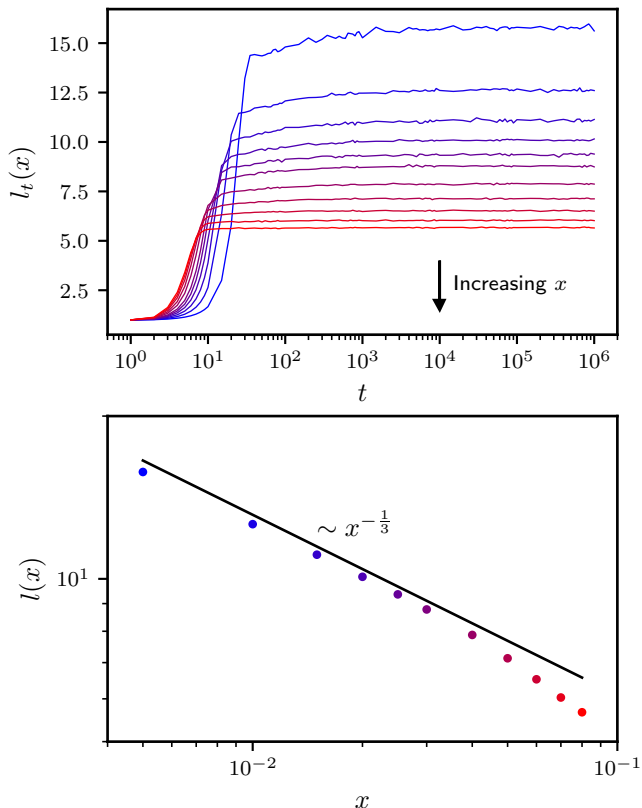 15.0
12.5
10.0
7.5
5.0
2.5
l_t(x)
Increasing x
10^0 10^1 10^2 10^3 10^4 10^5 10^6
t
∼ x^{-\frac{1}{3}}
10^1
l(x)
10^{-2} 10^{-1}
x